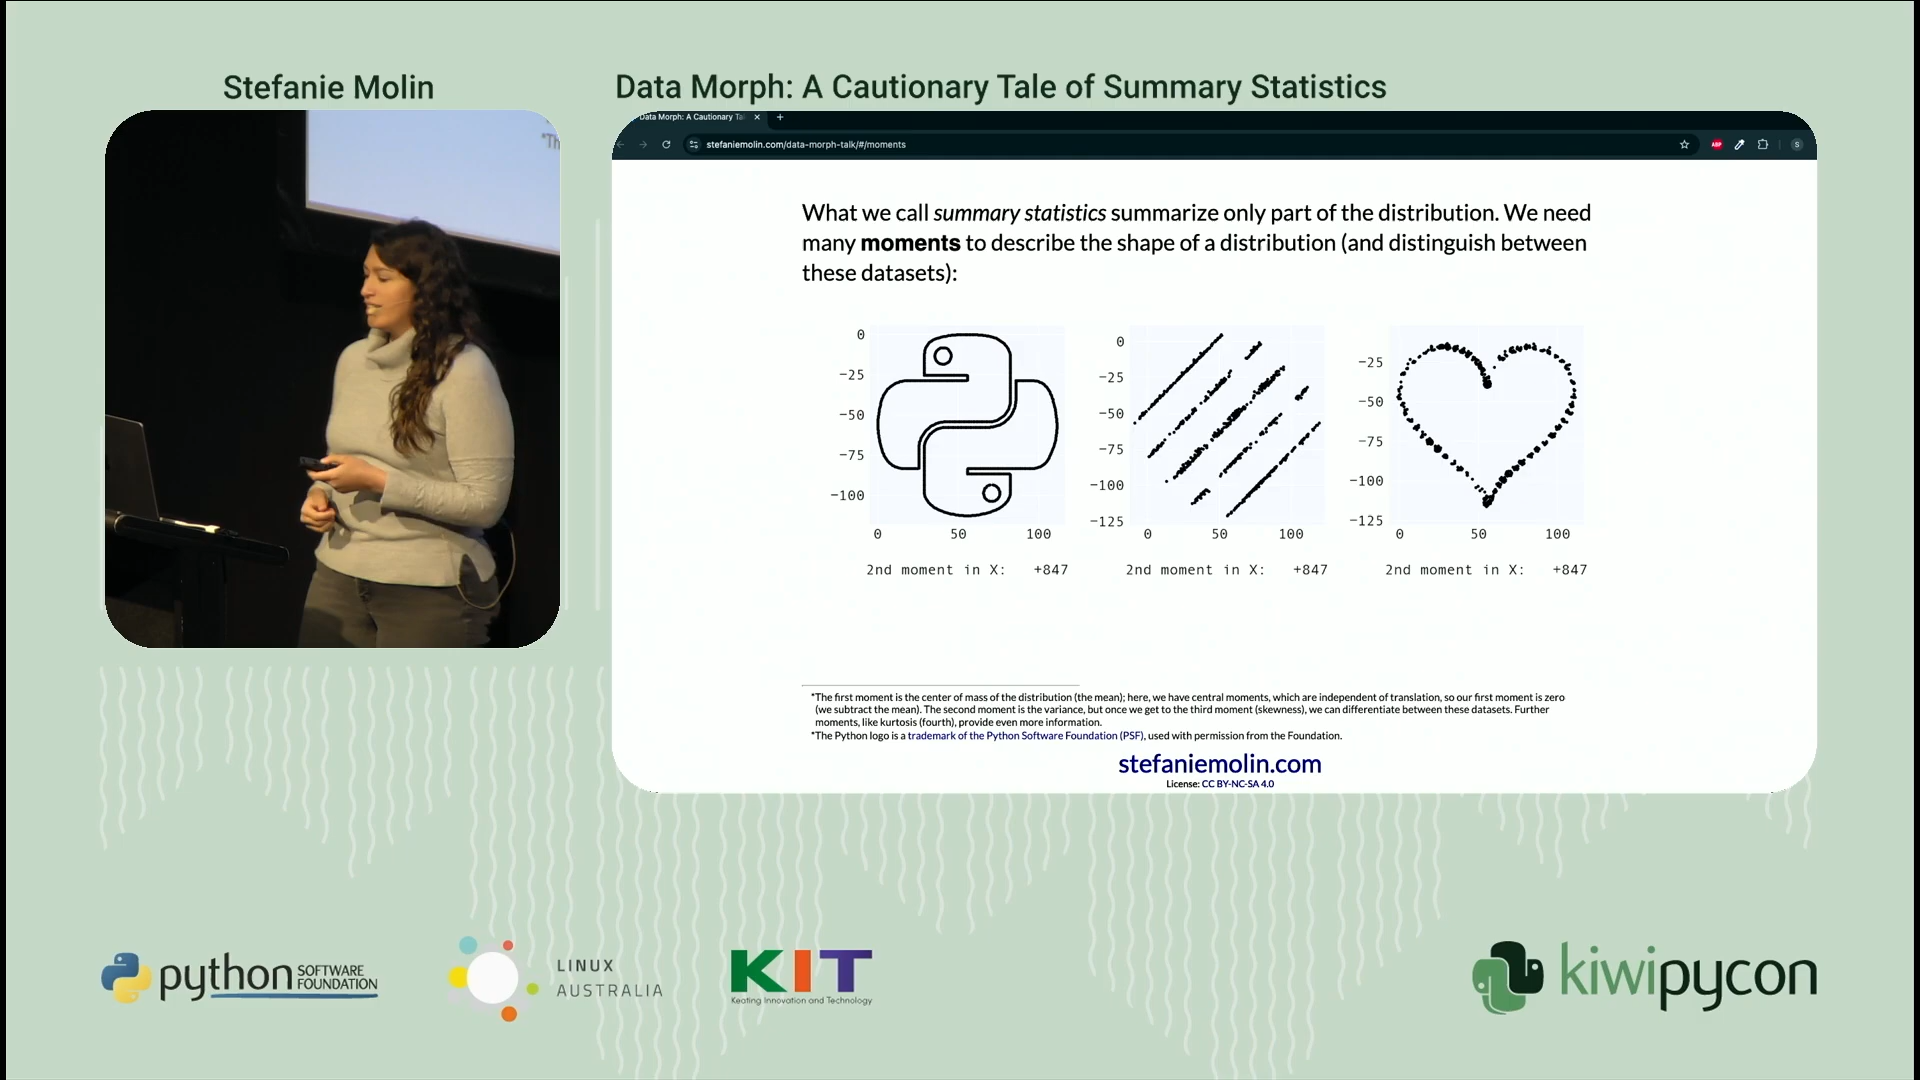 Stefanie Molin
Data Morph: A Cautionary Tale of Summary Statistics
"Th
Data Morph: A Cautionary Ta
stefaniemolin.com/data-morph-talk/#/moments
ABP
S
What we call summary statistics summarize only part of the distribution. We need
many moments to describe the shape of a distribution (and distinguish between
these datasets):
0
−25
−50
−75
−100
0 50 100
2nd moment in X: +847
0
−25
−50
−75
−100
−125
0 50 100
2nd moment in X: +847
−25
−50
−75
−100
−125
0 50 100
2nd moment in X: +847
*The first moment is the center of mass of the distribution (the mean); here, we have central moments, which are independent of translation, so our first moment is zero
(we subtract the mean). The second moment is the variance, but once we get to the third moment (skewness), we can differentiate between these datasets. Further
moments, like kurtosis (fourth), provide even more information.
*The Python logo is a trademark of the Python Software Foundation (PSF), used with permission from the Foundation.
stefaniemolin.com
License: CC BY-NC-SA 4.0
python SOFTWARE
FOUNDATION
LINUX
AUSTRALIA
KIT
Keating Innovation and Technology
kiwipycon